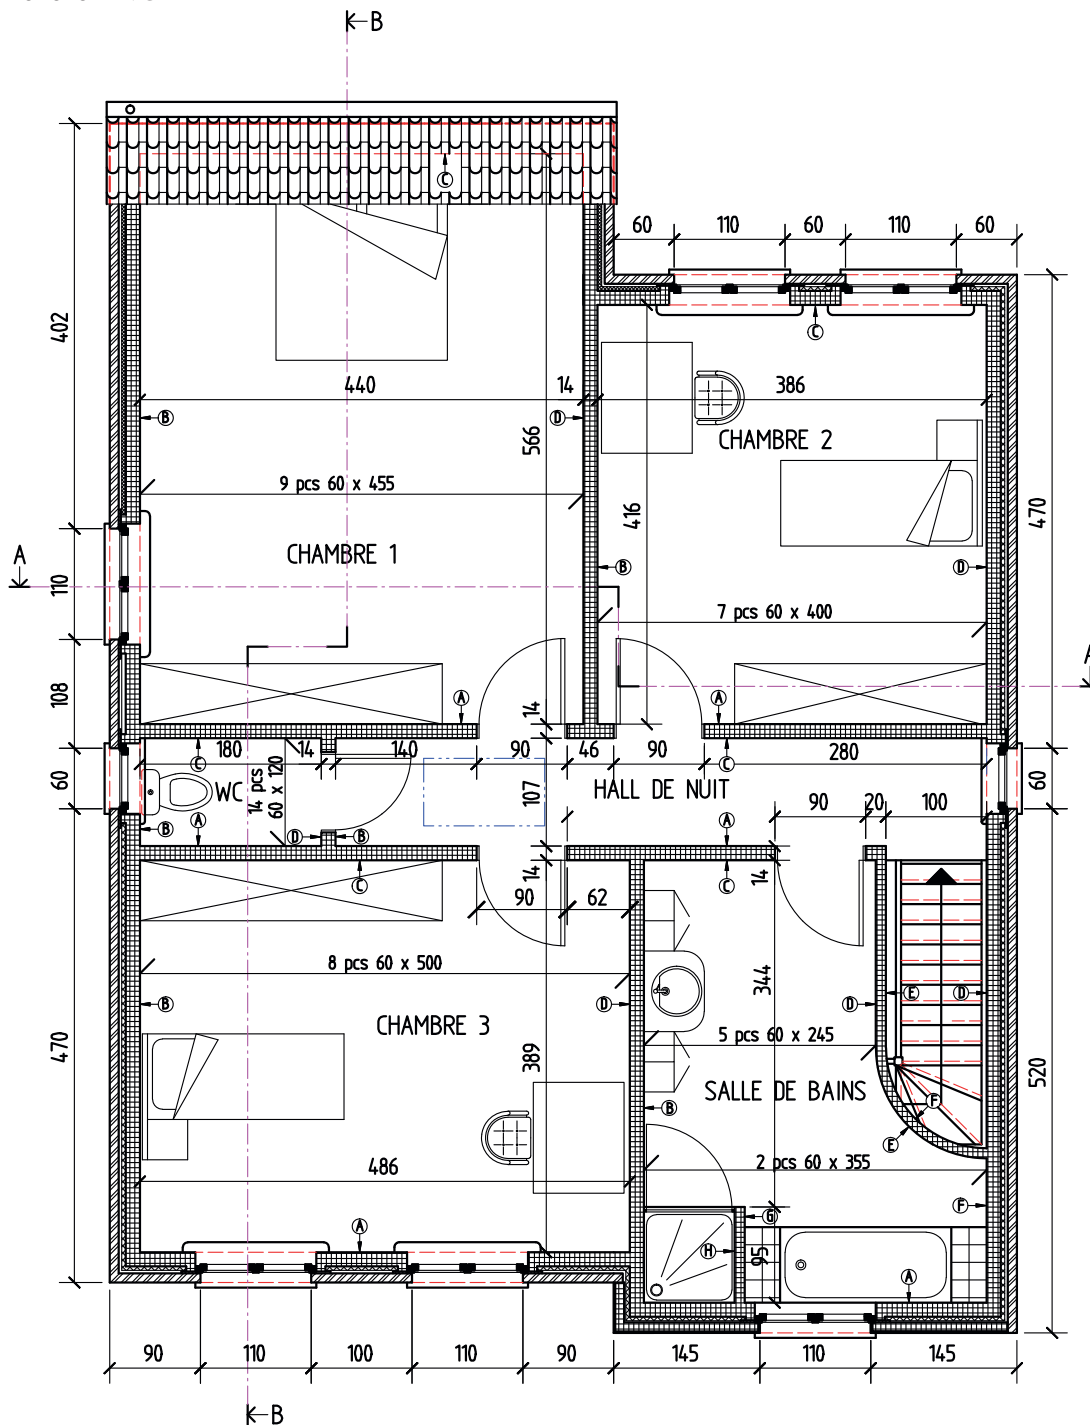 B
60 110 60 110 60
C
402
440 14 386
B D
566
CHAMBRE 2
9 pcs 60 x 455
416
470
CHAMBRE 1
A
110
B D
7 pcs 60 x 400
A
108
A A
14
180 14 140 90 46 90 280
C C
60
WC
14 pcs
60 x 120
107
HALL DE NUIT
60
90 20 100
B A D B A
C C
14 14
90 62
8 pcs 60 x 500
344
B D D E D
CHAMBRE 3
5 pcs 60 x 245
470
389
520
SALLE DE BAINS
B F
E
486
2 pcs 60 x 355
F
G
A H
95
A
90 110 100 110 90 145 110 145
B
C